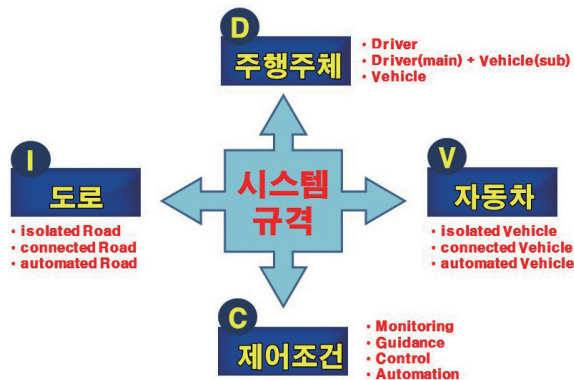 D
주행주체
• Driver
• Driver(main) + Vehicle(sub)
• Vehicle
I
도로
• isolated Road
• connected Road
• automated Road
시스템
규격
V
자동차
• isolated Vehicle
• connected Vehicle
• automated Vehicle
C
제어조건
• Monitoring
• Guidance
• Control
• Automation